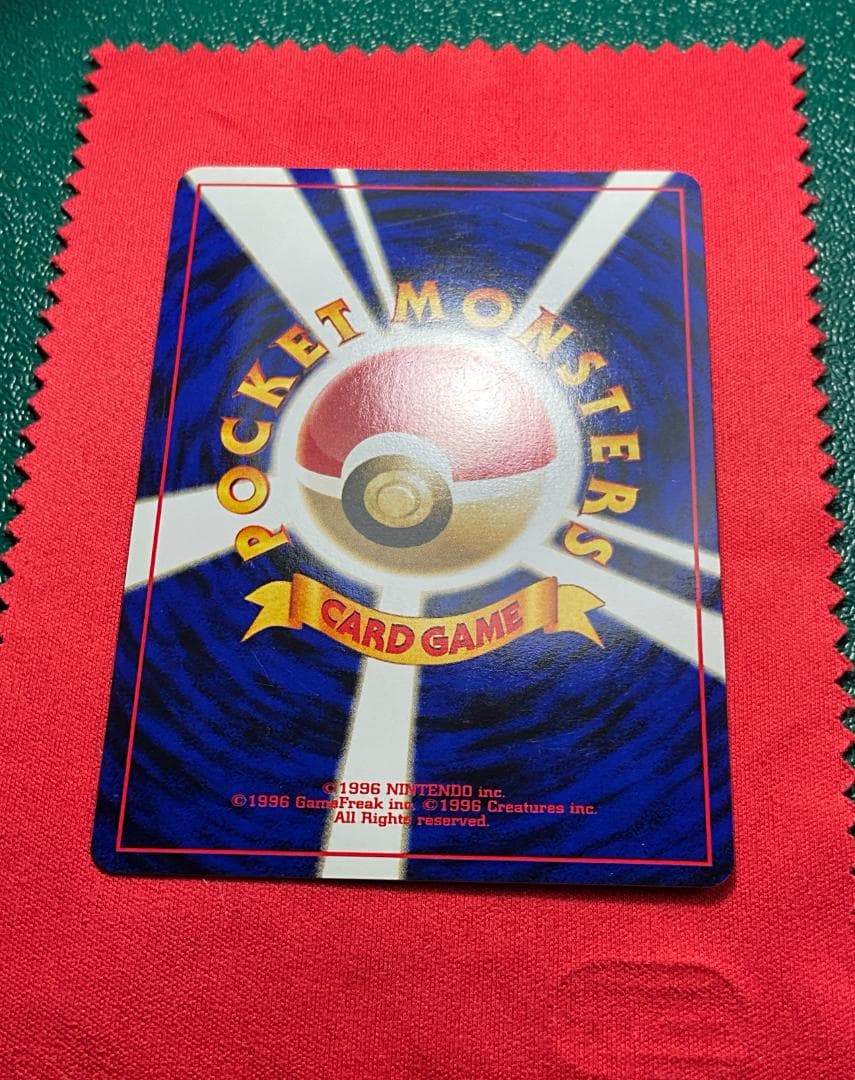 POCKET MONSTERS
CARD GAME
©1996 NINTENDO inc.
©1996 GameFreak inc. ©1996 Creatures inc.
All Rights reserved.